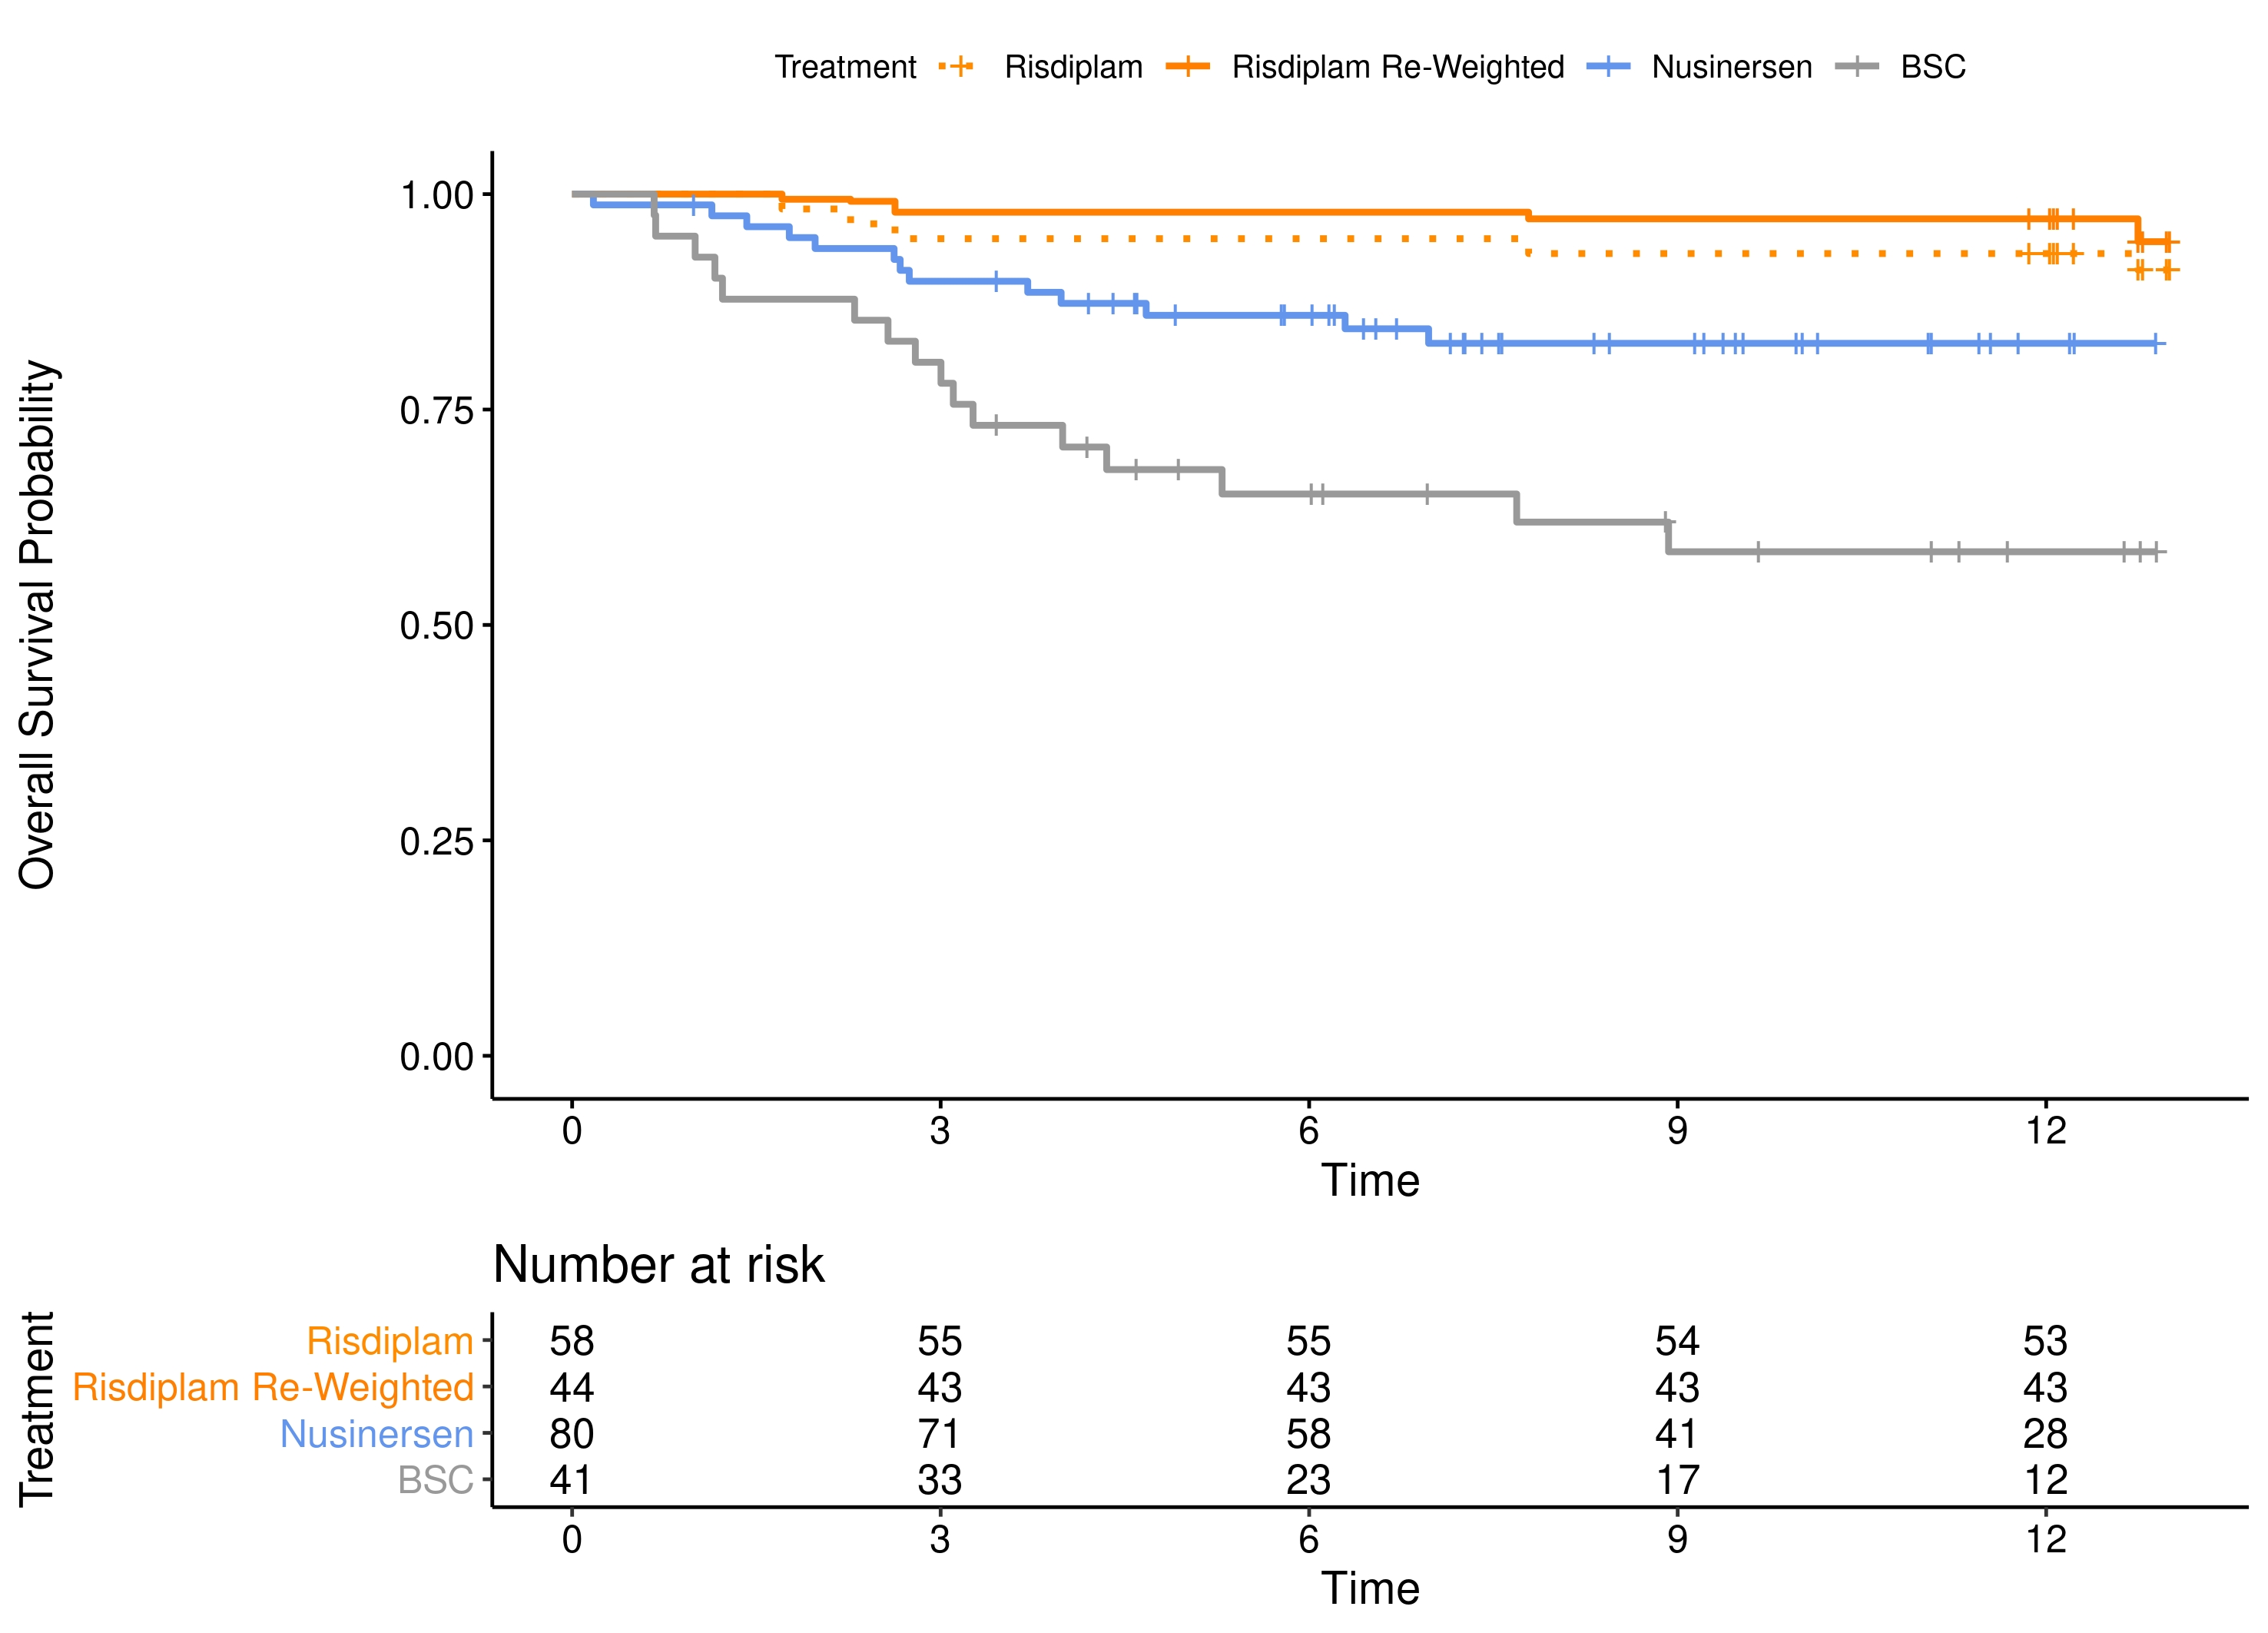 Treatment Risdiplam Risdiplam Re-Weighted Nusinersen BSC
Overall Survival Probability
1.00
0.75
0.50
0.25
0.00
0 3 6 9 12
Time
Number at risk
Treatment
Risdiplam 58 55 55 54 53
Risdiplam Re-Weighted 44 43 43 43 43
Nusinersen 80 71 58 41 28
BSC 41 33 23 17 12
0 3 6 9 12
Time